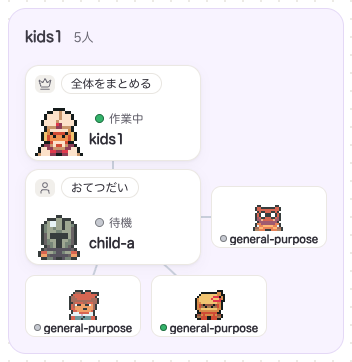 kids1 5人
全体をまとめる
作業中
kids1
おてつだい
待機
child-a
general-purpose
general-purpose
general-purpose